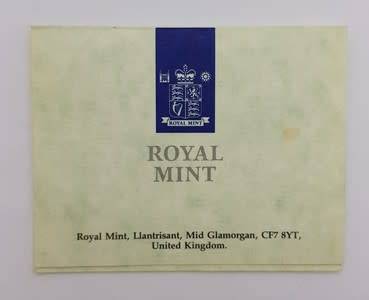 ROYAL MINT
ROYAL
MINT
Royal Mint, Llantrisant, Mid Glamorgan, CF7 8YT,
United Kingdom.